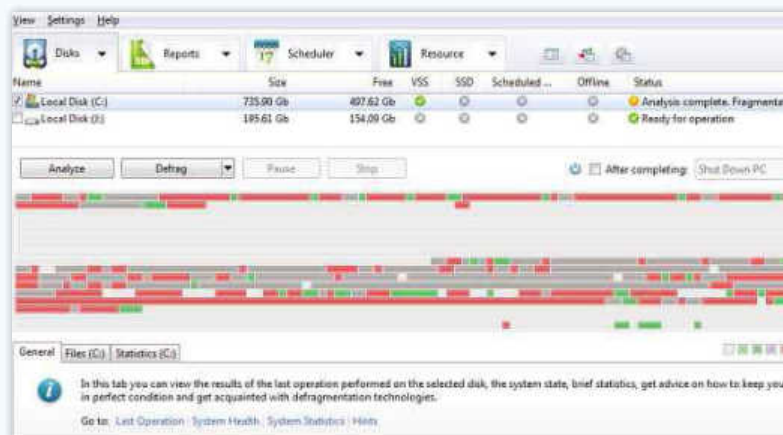 View Settings Help
Disks Reports 17 Scheduler Resource
Name Size Free VSS SSD Scheduled ... Offline Status
Local Disk (C:) 735.90 Gb 497.62 Gb Analysis complete. Fragmenta
Local Disk (I:) 195.61 Gb 154.09 Gb Ready for operation
Analyze Defrag Pause Stop After completing: Shut Down PC
General Files (C:) Statistics (C:)
In this tab you can view the results of the last operation performed on the selected disk, the system state, brief statistics, get advice on how to keep you
in perfect condition and get acquainted with defragmentation technologies.
Go to: Last Operation System Health System Statistics Hints